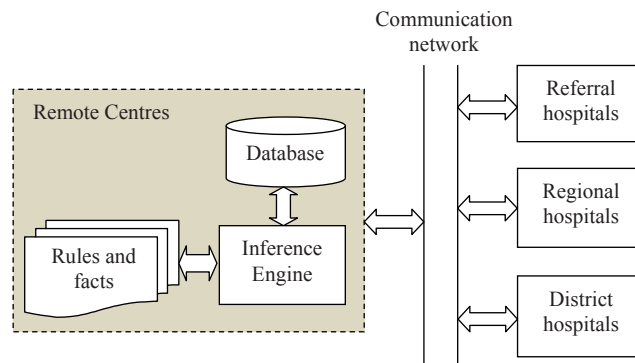 Communication
network
Remote Centres
Database
Rules and
facts
Inference
Engine
Referral
hospitals
Regional
hospitals
District
hospitals